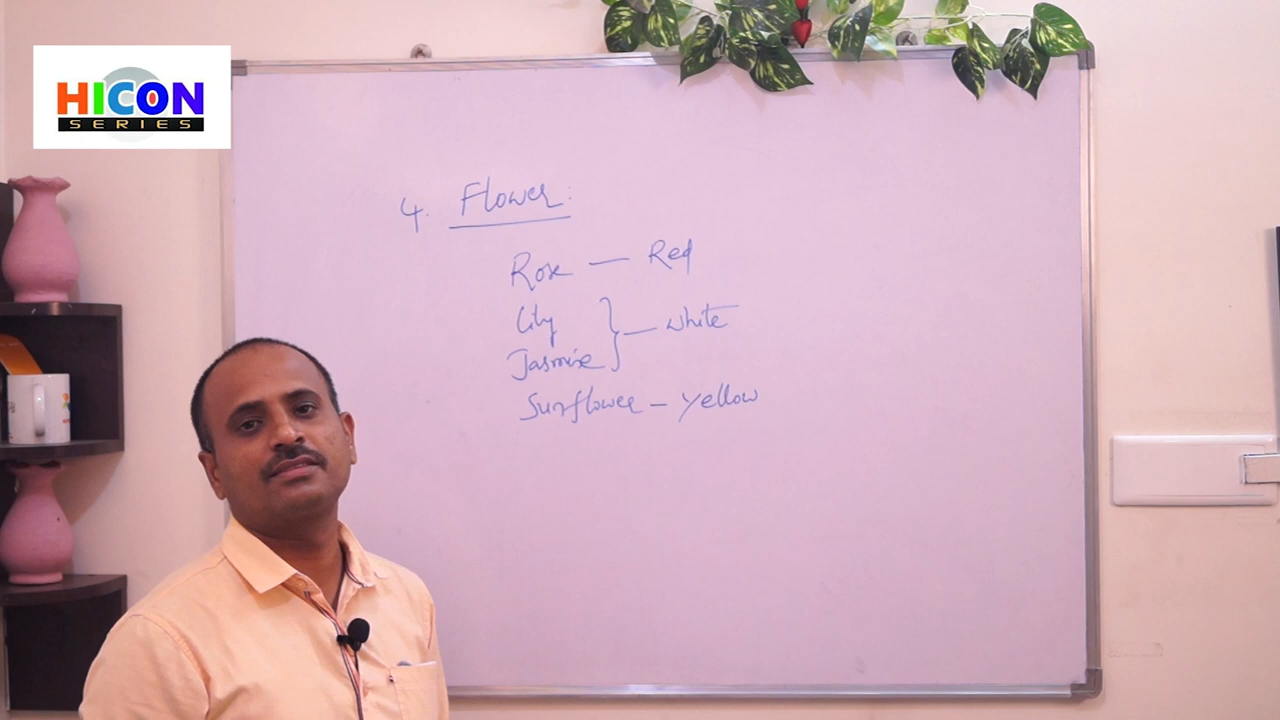 HICON
SERIES
4. Flower:
Rose — Red
Lily
Jasmine } — white
Sunflower — yellow